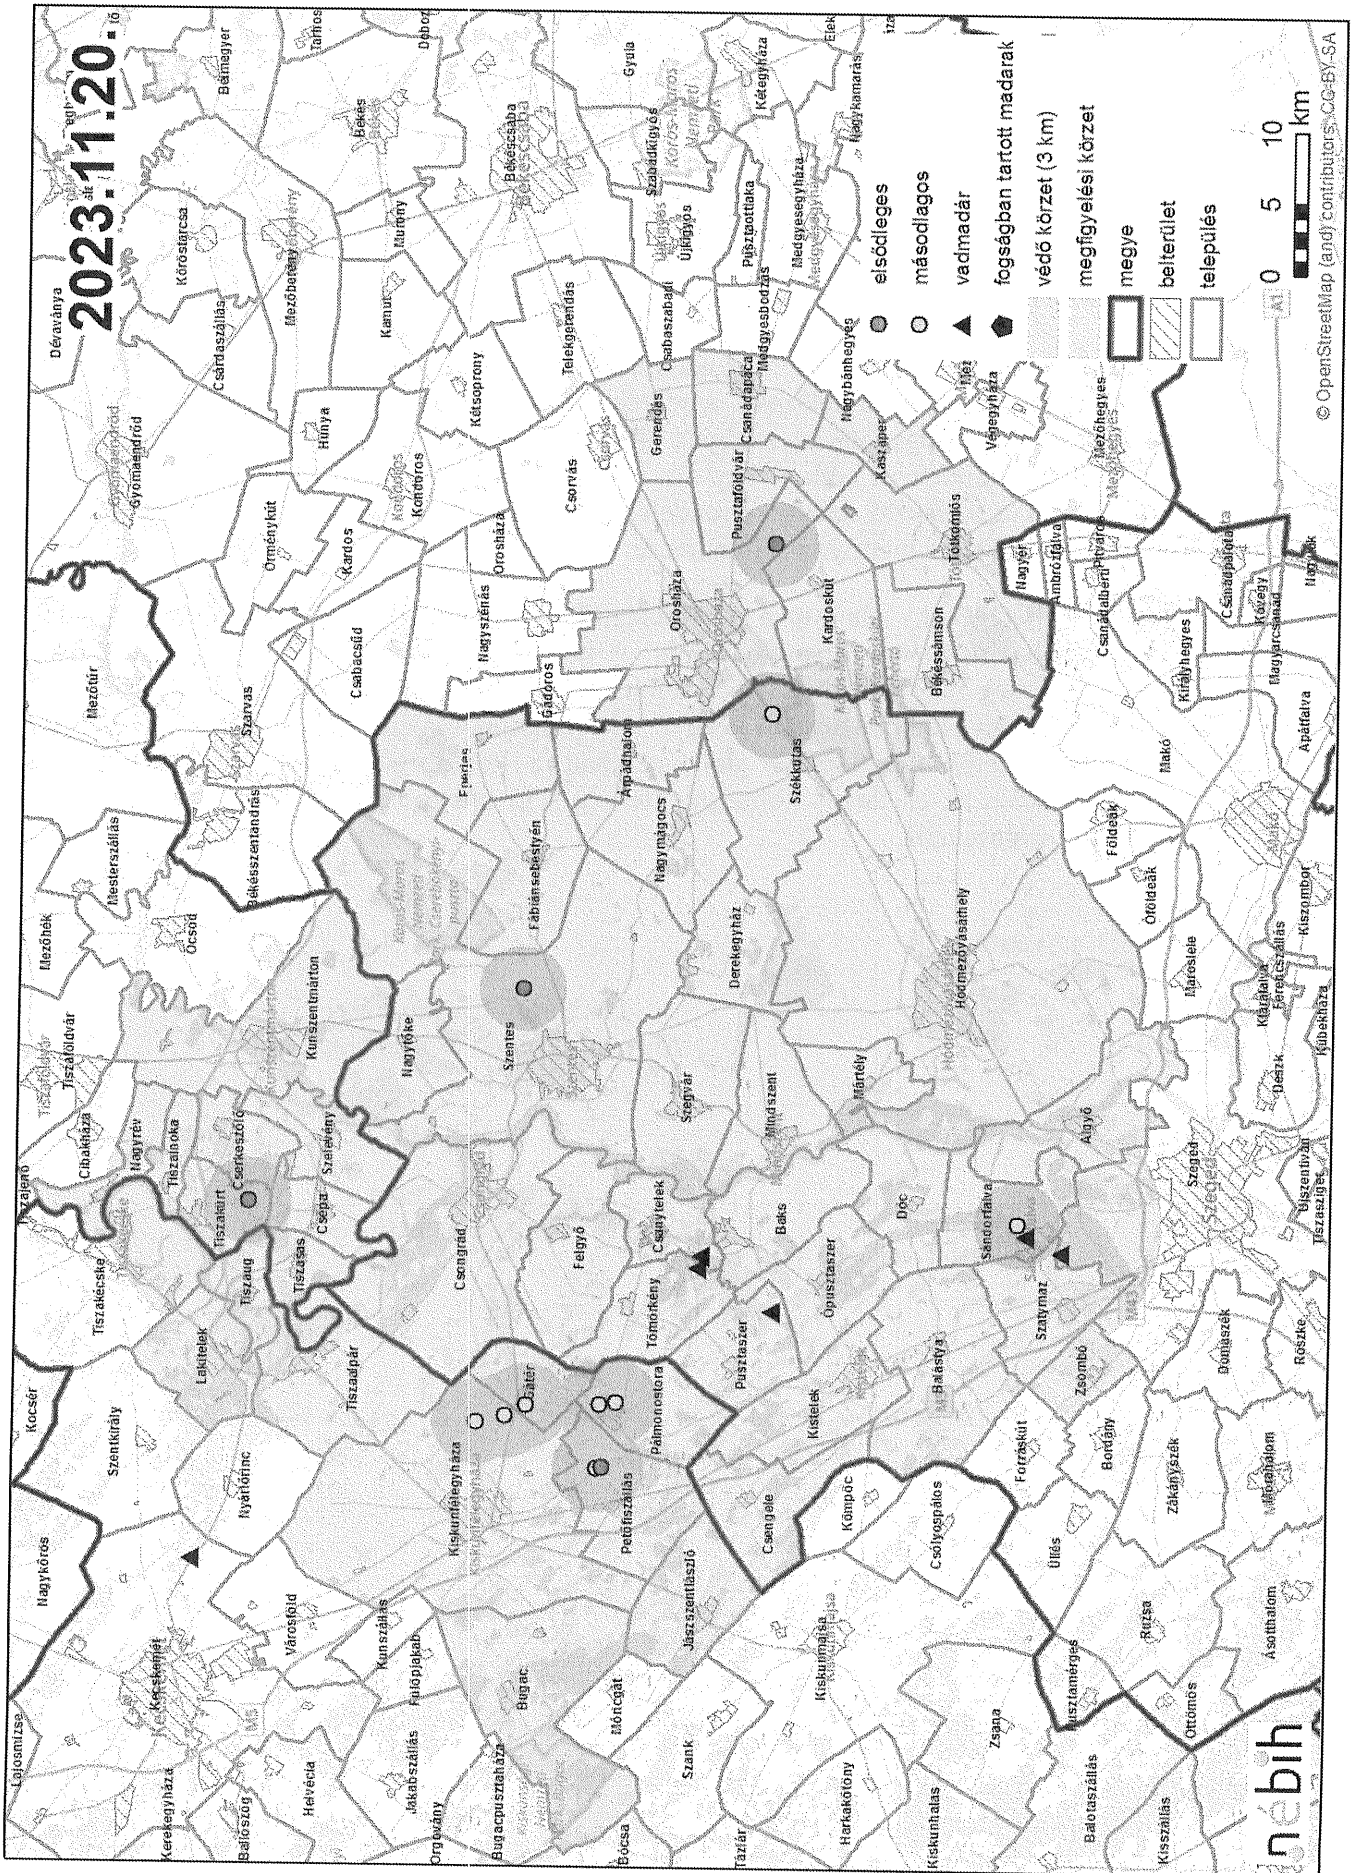 2023.11.20.
Lajosmizse
Nagykőrös
Kocsér
Tiszajenő
Mezőhék
Mezőtúr
Dévaványa
Kerekegyháza
Kecskemét
Szentkirály
Tiszakécske
Cibakháza
Tiszaföldvár
Mesterszállás
Gyomaendrőd
Köröstarcsa
Bélmegyer
Tarhos
Ballószög
Nyárlőrinc
Lakitelek
Nagyrév
Tiszainoka
Tiszakürt
Cserkeszőlő
Öcsöd
Szarvas
Örménykút
Csárdaszállás
Mezőberény
Békés
Doboz
Helvécia
Városföld
Tiszaug
Tiszasas
Csépa
Szelevény
Kunszentmárton
Békésszentandrás
Csabacsűd
Kardos
Hunya
Kamut
Murony
Jakabszállás
Fülöpjakab
Kunszállás
Tiszaalpár
Nagytőke
Kondoros
Orgovány
Kiskunfélegyháza
Csongrád
Eperjes
Nagyszénás
Orosháza
Kétsoprony
Békéscsaba
Bugacpusztaháza
Bugac
Gátér
Szentes
Fábiánsebestyén
Gádoros
Csorvás
Telekgerendás
Felgyő
Bócsa
Móricgát
Petőfiszállás
Pálmonostora
Tömörkény
Csanytelek
Szegvár
Nagymágocs
Árpádhalom
Orosháza
Gerendás
Csabaszabadi
Újkígyós
Szabadkígyós
Gyula
Szank
Jászszentlászló
Tázlár
Csengele
Pusztaszer
Baks
Mindszent
Derekegyház
Székkutas
Pusztaföldvár
Csanádapáca
Medgyesbodzás
Pusztaottlaka
Medgyesegyháza
Kétegyháza
Elek
Kiskunmajsa
Kömpöc
Kistelek
Ópusztaszer
Mártély
Kardoskút
Kaszaper
Nagybánhegyes
Nagykamarás
Harkakötöny
Csólyospálos
Balástya
Dóc
Hódmezővásárhely
Békéssámson
Tótkomlós
Végegyháza
Kiskunhalas
Zsana
Forráskút
Szatymaz
Sándorfalva
Nagyér
Ambrózfalva
Mezőhegyes
Pusztamérges
Üllés
Bordány
Zsombó
Algyő
Földeák
Óföldeák
Makó
Csanádalberti
Pitvaros
Balotaszállás
Ruzsa
Zákányszék
Maroslele
Királyhegyes
Csanádpalota
Kisszállás
Öttömös
Ásotthalom
Mórahalom
Domaszék
Röszke
Szeged
Deszk
Klárafalva
Ferencszállás
Kiszombor
Apátfalva
Magyarcsanád
Kövegy
Nagylak
Újszentiván
Tiszasziget
Kübekháza
elsődleges
másodlagos
vadmadár
fogságban tartott madarak
védő körzet (3 km)
megfigyelési körzet
megye
belterület
település
0 5 10
km
© OpenStreetMap (and) contributors, CC-BY-SA
nébih